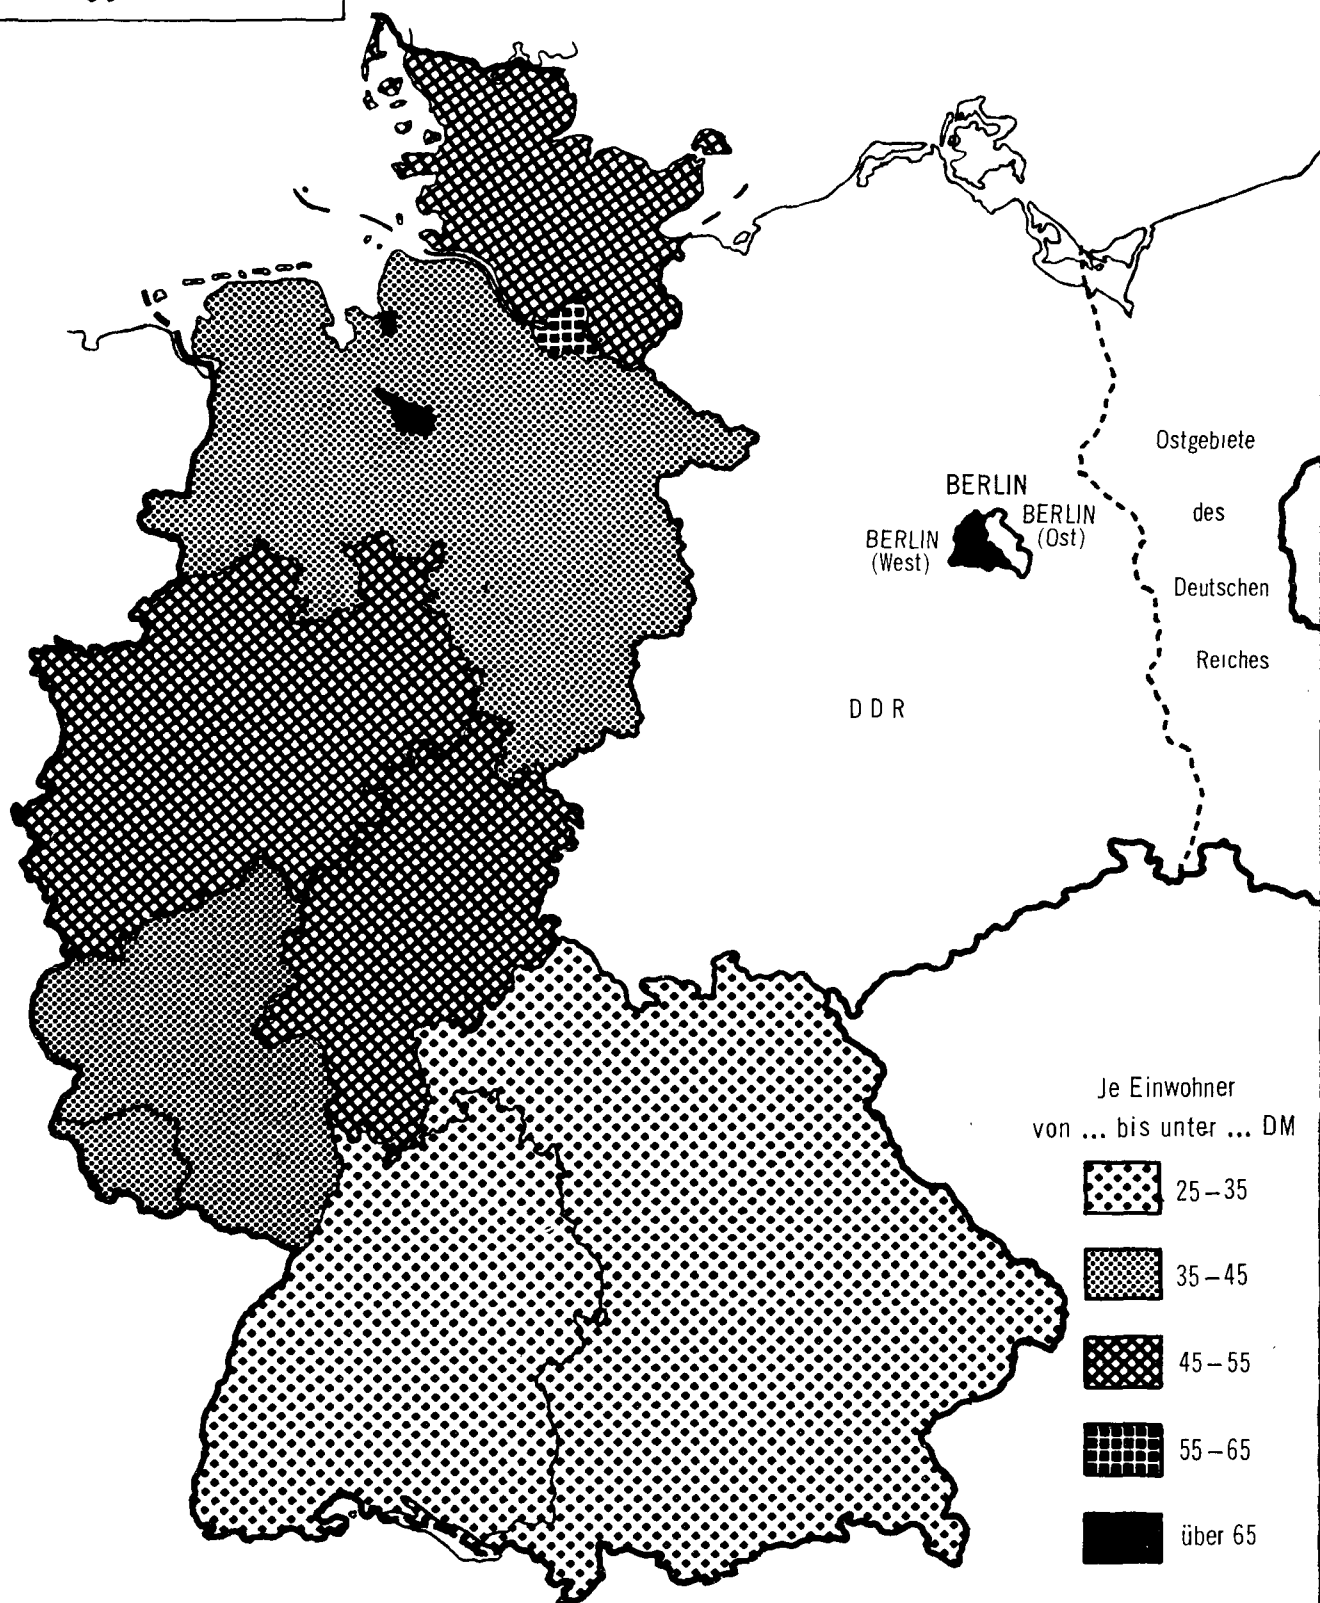 Ostgebiete
des
Deutschen
Reiches
BERLIN
BERLIN
(Ost)
BERLIN
(West)
DDR
Je Einwohner
von ... bis unter ... DM
25–35
35–45
45–55
55–65
über 65